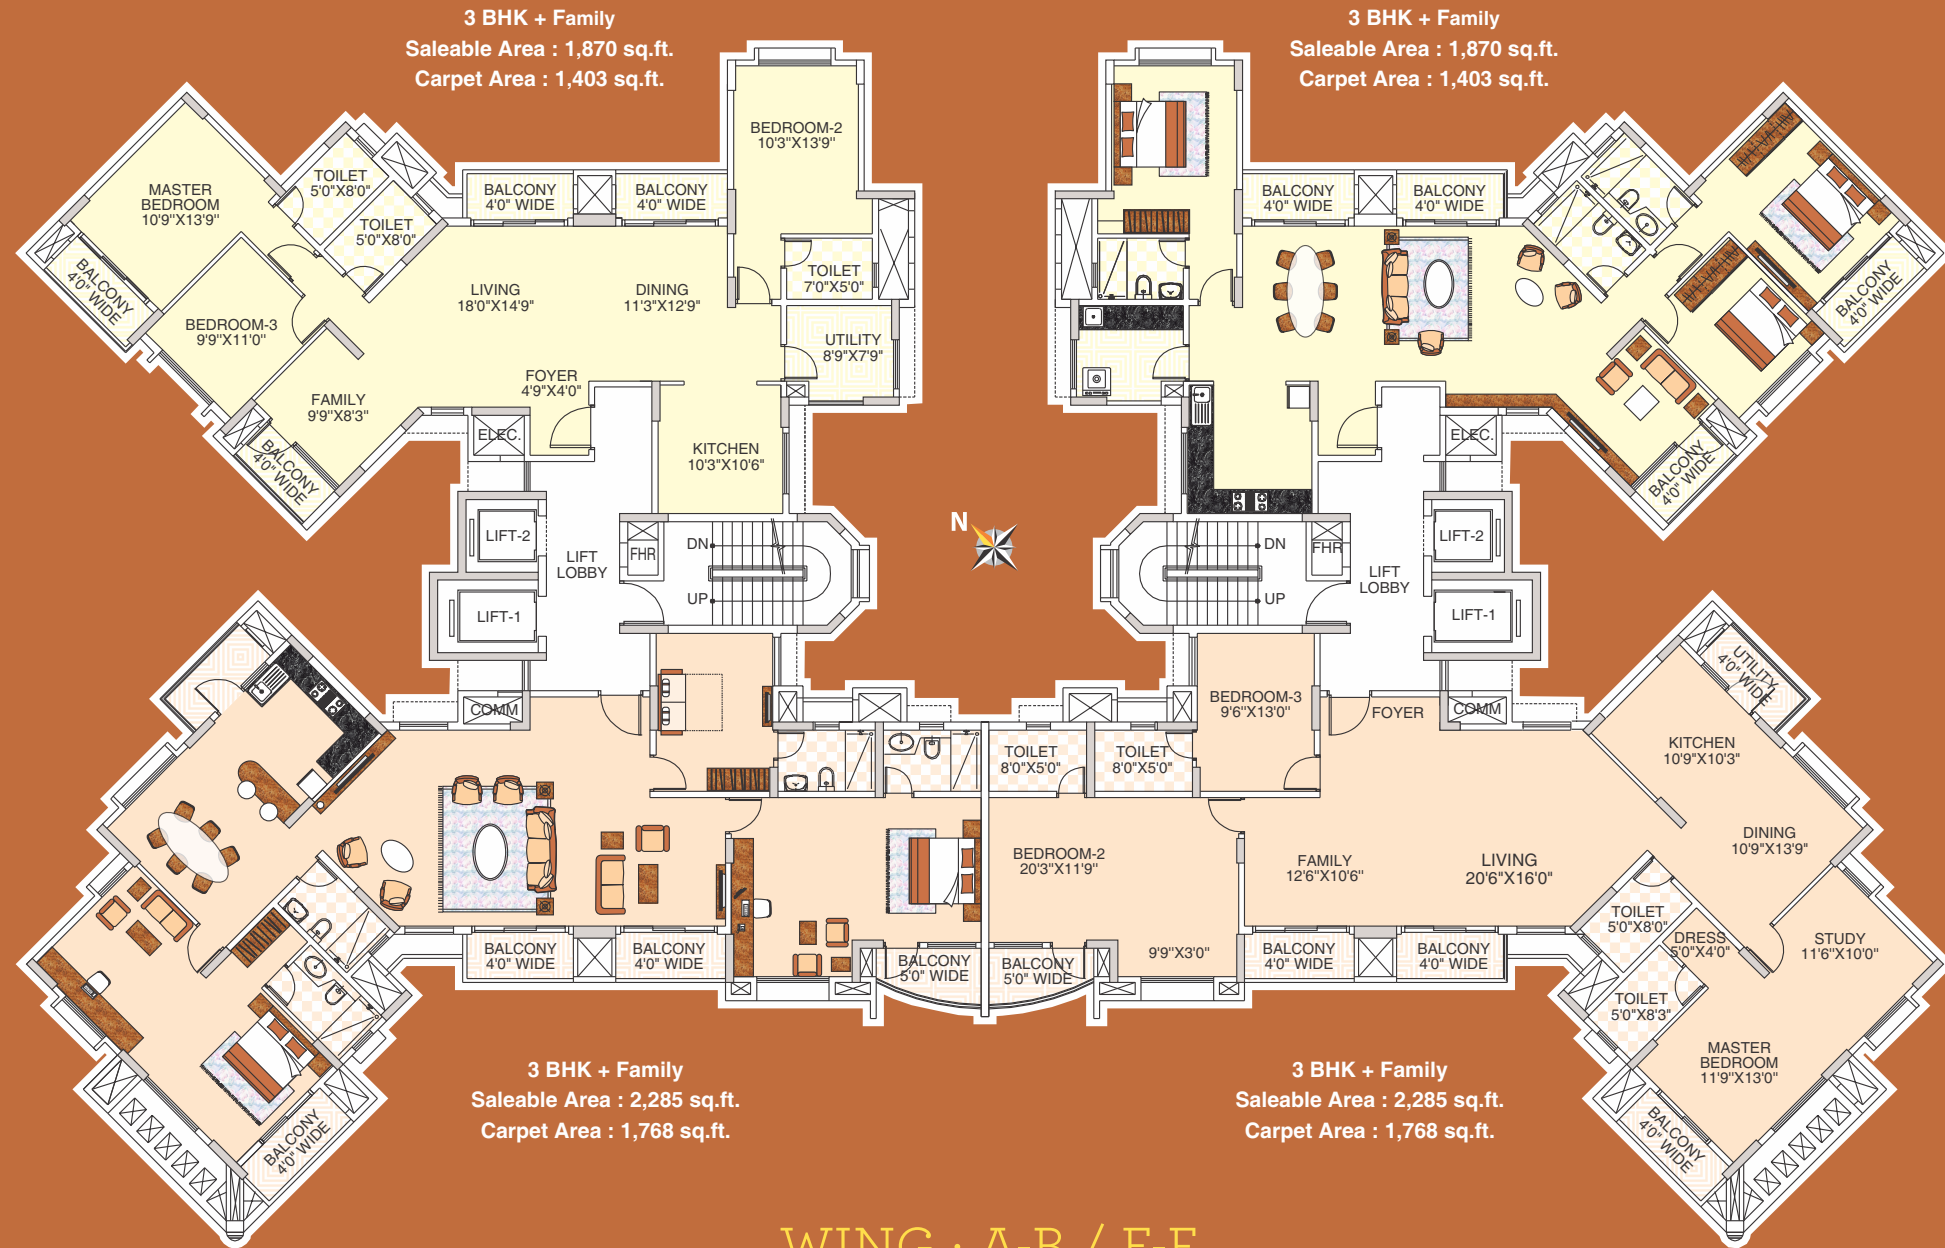 3 BHK + Family
Saleable Area : 1,870 sq.ft.
Carpet Area : 1,403 sq.ft.
3 BHK + Family
Saleable Area : 1,870 sq.ft.
Carpet Area : 1,403 sq.ft.
BEDROOM-2
10'3"X13'9"
MASTER
BEDROOM
10'9"X13'9"
TOILET
5'0"X8'0"
TOILET
5'0"X8'0"
BALCONY
4'0" WIDE
BALCONY
4'0" WIDE
BALCONY
4'0" WIDE
BEDROOM-3
9'9"X11'0"
LIVING
18'0"X14'9"
DINING
11'3"X12'9"
TOILET
7'0"X5'0"
UTILITY
8'9"X7'9"
FAMILY
9'9"X8'3"
FOYER
4'9"X4'0"
BALCONY
4'0" WIDE
ELEC.
KITCHEN
10'3"X10'6"
BALCONY
4'0" WIDE
BALCONY
4'0" WIDE
BALCONY
4'0" WIDE
BALCONY
4'0" WIDE
ELEC.
LIFT-2
LIFT-1
LIFT
LOBBY
FHR
DN
UP
N
DN
UP
FHR
LIFT
LOBBY
LIFT-2
LIFT-1
COMM
BALCONY
4'0" WIDE
BALCONY
4'0" WIDE
BALCONY
5'0" WIDE
BALCONY
4'0" WIDE
BEDROOM-3
9'6"X13'0"
FOYER
COMM
UTILITY
4'0" WIDE
TOILET
8'0"X5'0"
TOILET
8'0"X5'0"
KITCHEN
10'9"X10'3"
BEDROOM-2
20'3"X11'9"
FAMILY
12'6"X10'6"
LIVING
20'6"X16'0"
DINING
10'9"X13'9"
TOILET
5'0"X8'0"
DRESS
5'0"X4'0"
STUDY
11'6"X10'0"
9'9"X3'0"
BALCONY
5'0" WIDE
BALCONY
4'0" WIDE
BALCONY
4'0" WIDE
TOILET
5'0"X8'3"
MASTER
BEDROOM
11'9"X13'0"
BALCONY
4'0" WIDE
3 BHK + Family
Saleable Area : 2,285 sq.ft.
Carpet Area : 1,768 sq.ft.
3 BHK + Family
Saleable Area : 2,285 sq.ft.
Carpet Area : 1,768 sq.ft.
WING : A-B /